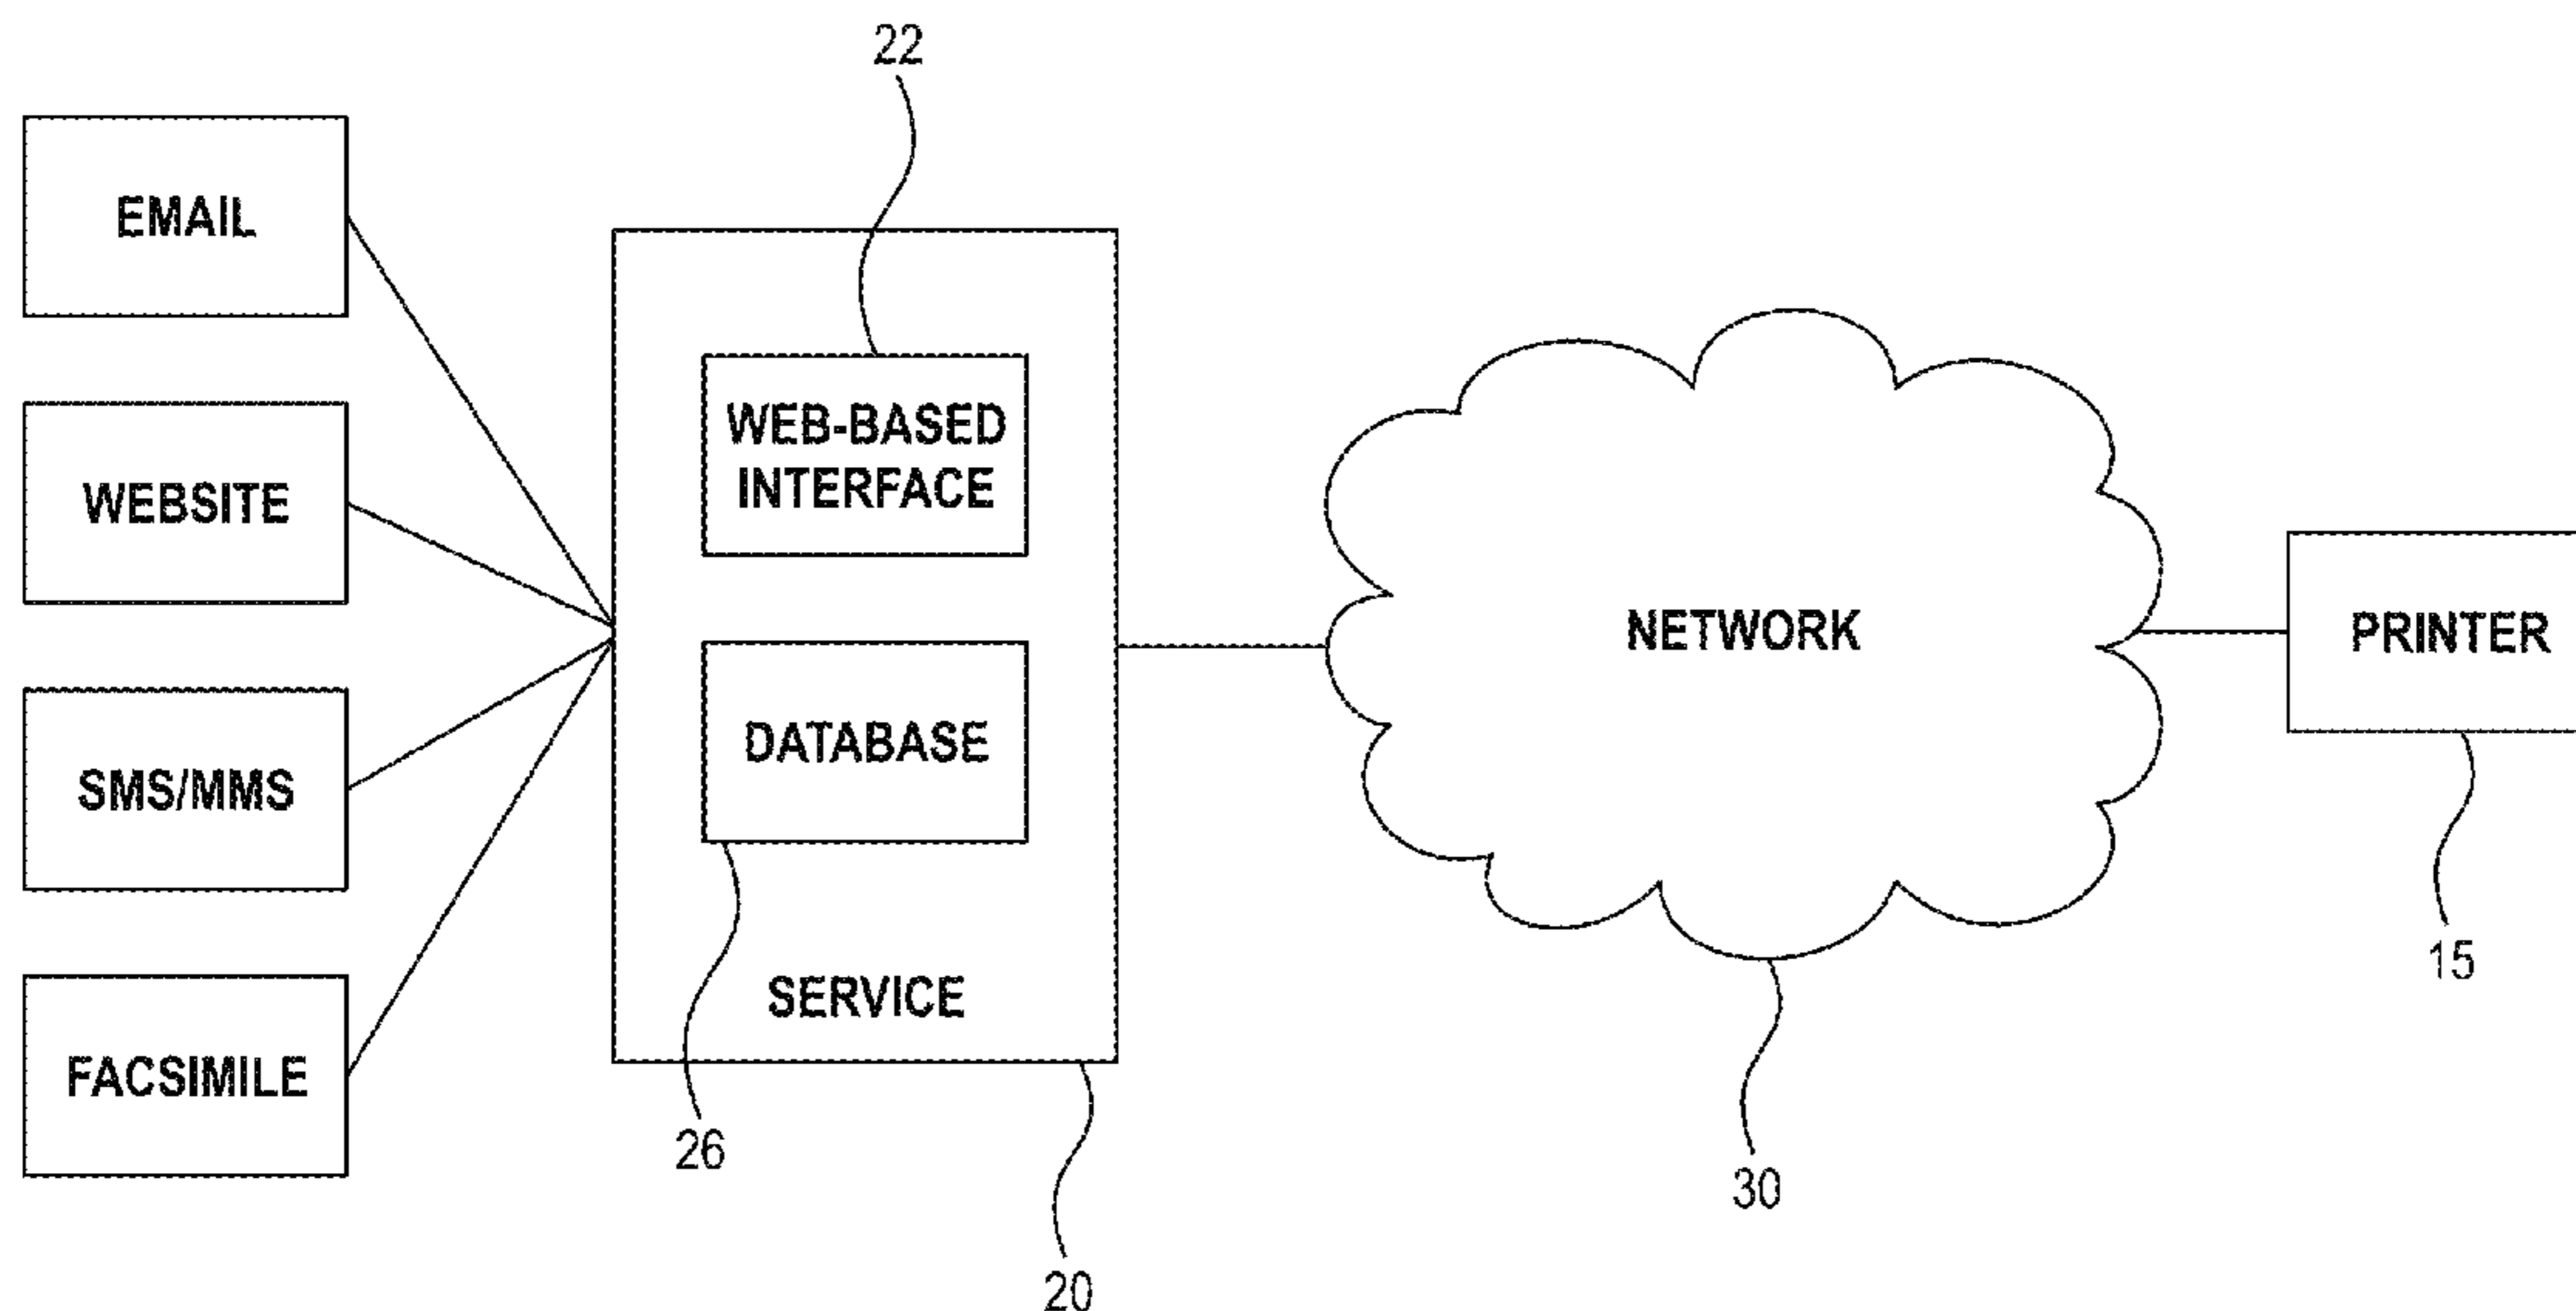 22
EMAIL
WEBSITE
SMS/MMS
FACSIMILE
WEB-BASED
INTERFACE
DATABASE
SERVICE
26
20
NETWORK
30
PRINTER
15